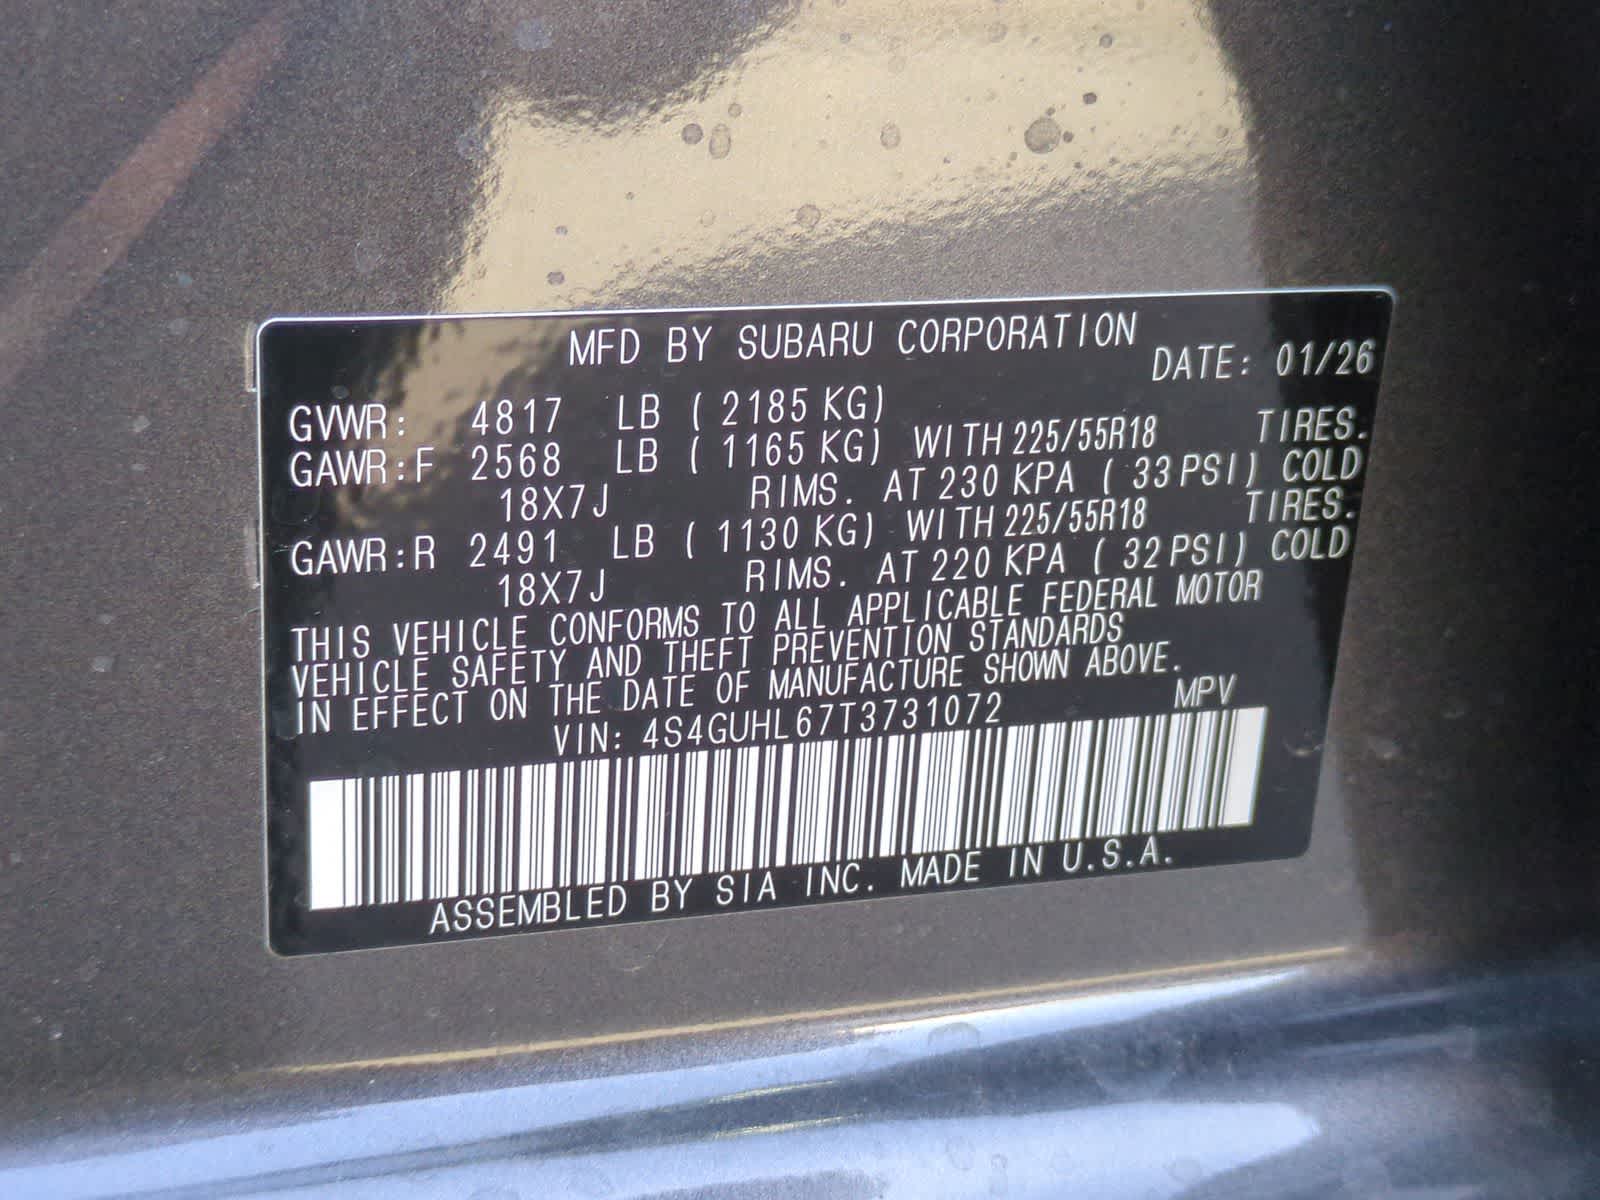 MFD BY SUBARU CORPORATION
DATE: 01/26
GVWR: 4817 LB ( 2185 KG)
GAWR:F 2568 LB ( 1165 KG) WITH 225/55R18 TIRES.
18X7J RIMS. AT 230 KPA ( 33 PSI) COLD
GAWR:R 2491 LB ( 1130 KG) WITH 225/55R18 TIRES.
18X7J RIMS. AT 220 KPA ( 32 PSI) COLD
THIS VEHICLE CONFORMS TO ALL APPLICABLE FEDERAL MOTOR
VEHICLE SAFETY AND THEFT PREVENTION STANDARDS
IN EFFECT ON THE DATE OF MANUFACTURE SHOWN ABOVE.
VIN: 4S4GUHL67T3731072 MPV
ASSEMBLED BY SIA INC. MADE IN U.S.A.